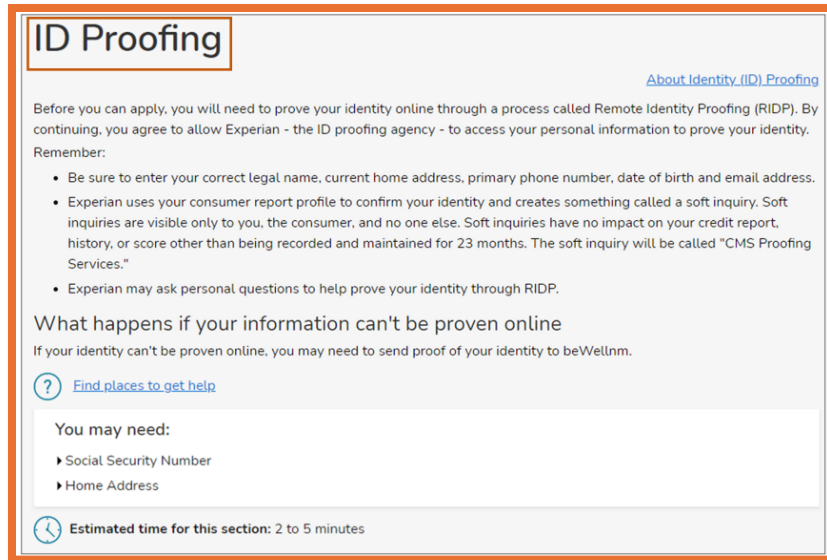 ID Proofing
About Identity (ID) Proofing
Before you can apply, you will need to prove your identity online through a process called Remote Identity Proofing (RIDP). By
continuing, you agree to allow Experian - the ID proofing agency - to access your personal information to prove your identity.
Remember:
• Be sure to enter your correct legal name, current home address, primary phone number, date of birth and email address.
• Experian uses your consumer report profile to confirm your identity and creates something called a soft inquiry. Soft
inquiries are visible only to you, the consumer, and no one else. Soft inquiries have no impact on your credit report,
history, or score other than being recorded and maintained for 23 months. The soft inquiry will be called "CMS Proofing
Services."
• Experian may ask personal questions to help prove your identity through RIDP.
What happens if your information can't be proven online
If your identity can't be proven online, you may need to send proof of your identity to beWellnm.
? Find places to get help
You may need:
Social Security Number
Home Address
Estimated time for this section: 2 to 5 minutes